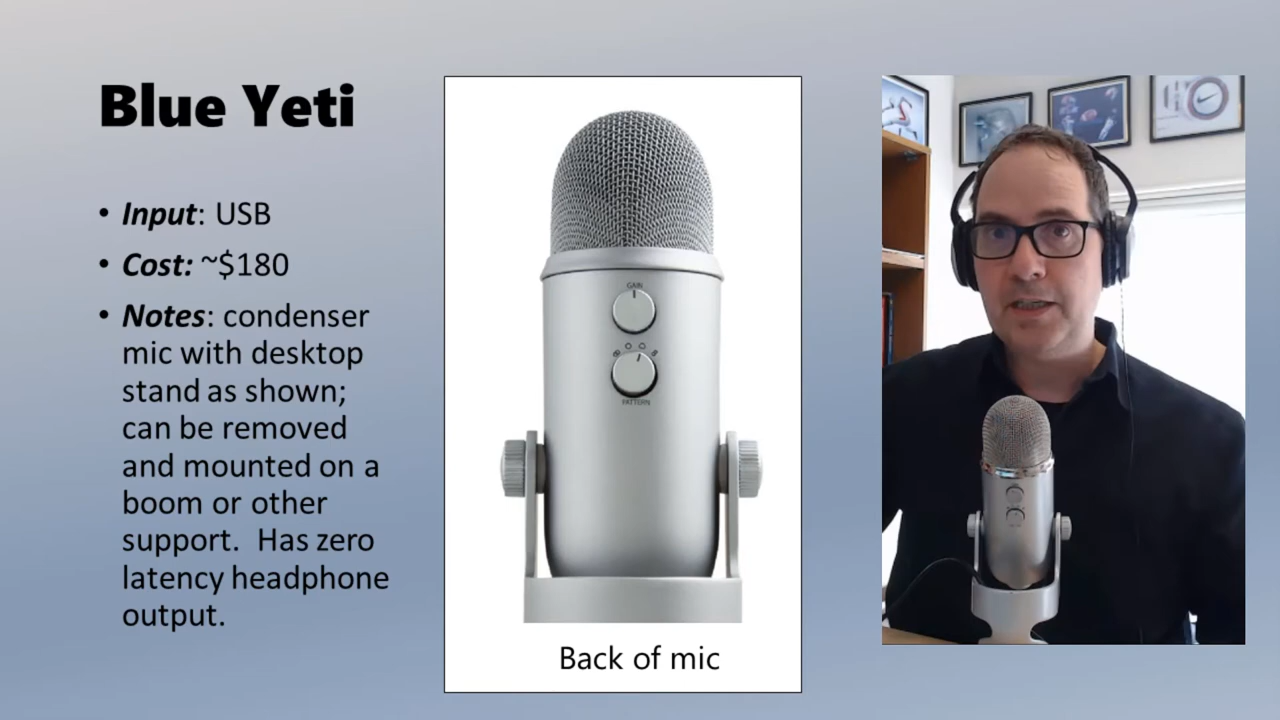 Blue Yeti
• Input: USB
• Cost: ~$180
• Notes: condenser
mic with desktop
stand as shown;
can be removed
and mounted on a
boom or other
support.  Has zero
latency headphone
output.
GAIN
PATTERN
Back of mic